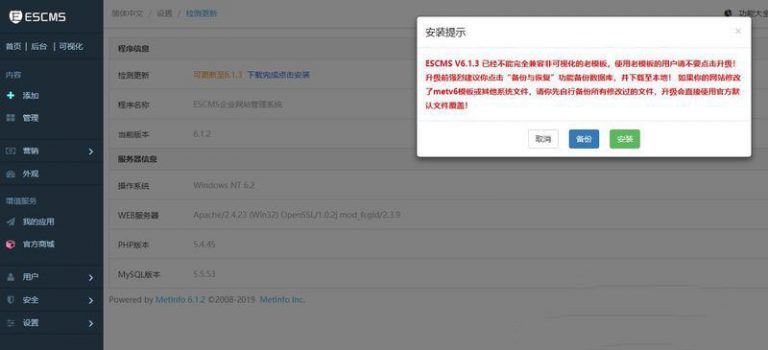 ESCMS
简体中文 / 设置 / 检测更新
功能大全
首页 | 后台 | 可视化
内容
添加
管理
营销
外观
增值服务
我的应用
官方商城
用户
安全
设置
程序信息
检测更新 可更新至6.1.3 下载完成点击安装
程序名称 ESCMS企业网站管理系统
当前版本 6.1.2
服务器信息
操作系统 Windows NT 6.2
WEB服务器 Apache/2.4.23 (Win32) OpenSSL/1.0.2j mod_fcgid/2.3.9
PHP版本 5.4.45
MySQL版本 5.5.53
Powered by MetInfo 6.1.2 ©2008-2019 MetInfo Inc.
安装提示 ×
ESCMS V6.1.3 已经不能完全兼容非可视化的老模板，使用老模板的用户请不要点击升级！
升级前强烈建议你点击“备份与恢复”功能备份数据库，并下载至本地！ 如果你的网站修改
了metv6模板或其他系统文件，请你先自行备份所有修改过的文件，升级会直接使用官方默
认文件覆盖！
取消 备份 安装